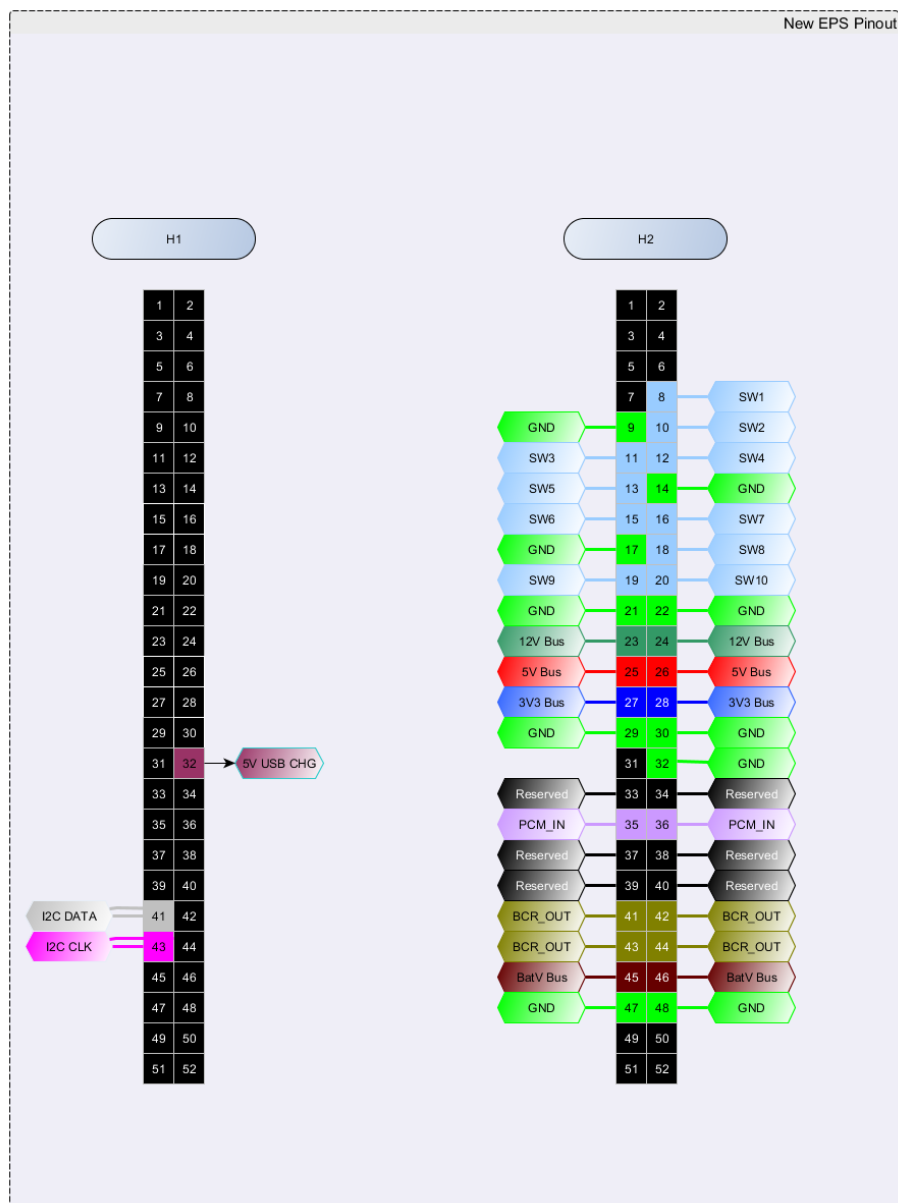 New EPS Pinout
H1 H2
1 2 1 2
3 4 3 4
5 6 5 6
7 8 7 8 SW1
9 10 GND 9 10 SW2
11 12 SW3 11 12 SW4
13 14 SW5 13 14 GND
15 16 SW6 15 16 SW7
17 18 GND 17 18 SW8
19 20 SW9 19 20 SW10
21 22 GND 21 22 GND
23 24 12V Bus 23 24 12V Bus
25 26 5V Bus 25 26 5V Bus
27 28 3V3 Bus 27 28 3V3 Bus
29 30 GND 29 30 GND
31 32 5V USB CHG 31 32 GND
33 34 Reserved 33 34 Reserved
35 36 PCM_IN 35 36 PCM_IN
37 38 Reserved 37 38 Reserved
39 40 Reserved 39 40 Reserved
I2C DATA 41 42 BCR_OUT 41 42 BCR_OUT
I2C CLK 43 44 BCR_OUT 43 44 BCR_OUT
45 46 BatV Bus 45 46 BatV Bus
47 48 GND 47 48 GND
49 50 49 50
51 52 51 52